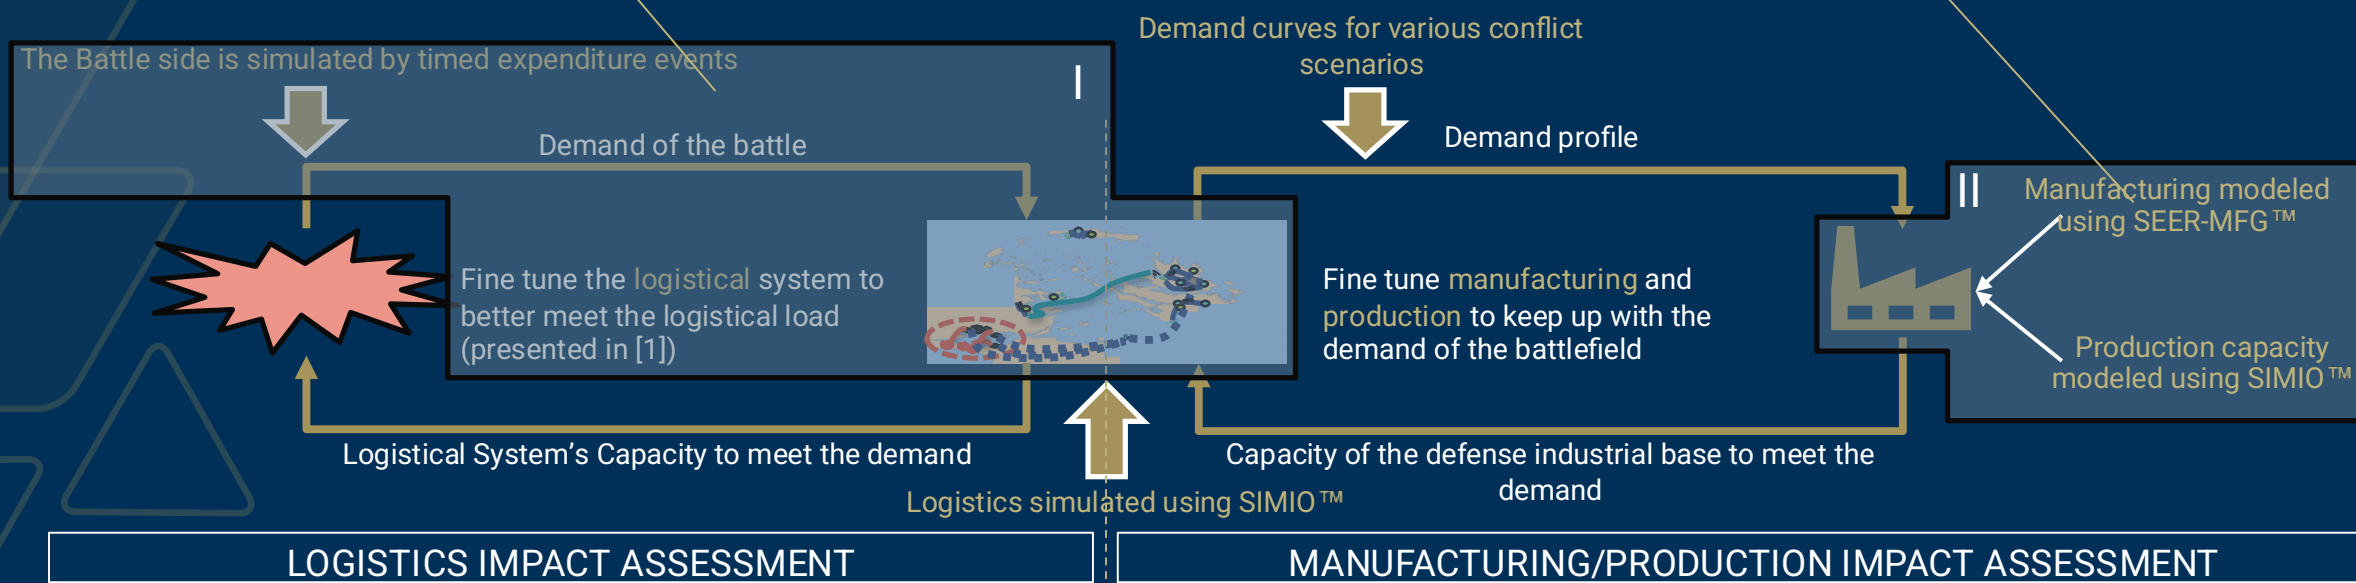 The Battle side is simulated by timed expenditure events
I
Demand of the battle
Fine tune the logistical system to
better meet the logistical load
(presented in [1])
Logistical System’s Capacity to meet the demand
Logistics simulated using SIMIO™
Demand curves for various conflict
scenarios
Demand profile
Fine tune manufacturing and
production to keep up with the
demand of the battlefield
Capacity of the defense industrial base to meet the
demand
II
Manufacturing modeled
using SEER-MFG™
Production capacity
modeled using SIMIO™
LOGISTICS IMPACT ASSESSMENT
MANUFACTURING/PRODUCTION IMPACT ASSESSMENT